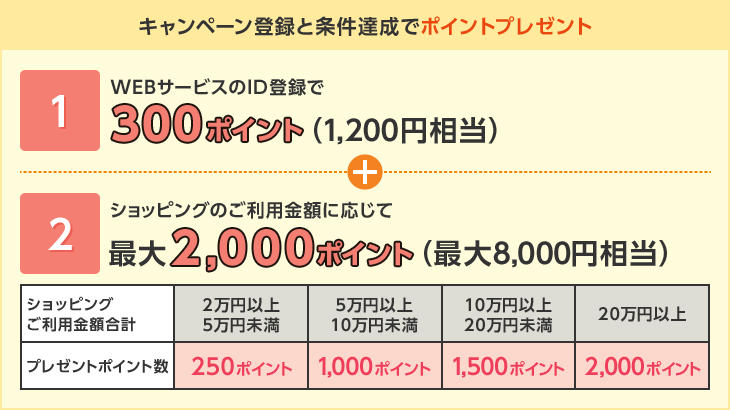 キャンペーン登録と条件達成でポイントプレゼント
1
WEBサービスのID登録で
300ポイント(1,200円相当)
+
2
ショッピングのご利用金額に応じて
最大2,000ポイント(最大8,000円相当)
ショッピング
ご利用金額合計
2万円以上
5万円未満
5万円以上
10万円未満
10万円以上
20万円未満
20万円以上
プレゼントポイント数
250ポイント
1,000ポイント
1,500ポイント
2,000ポイント